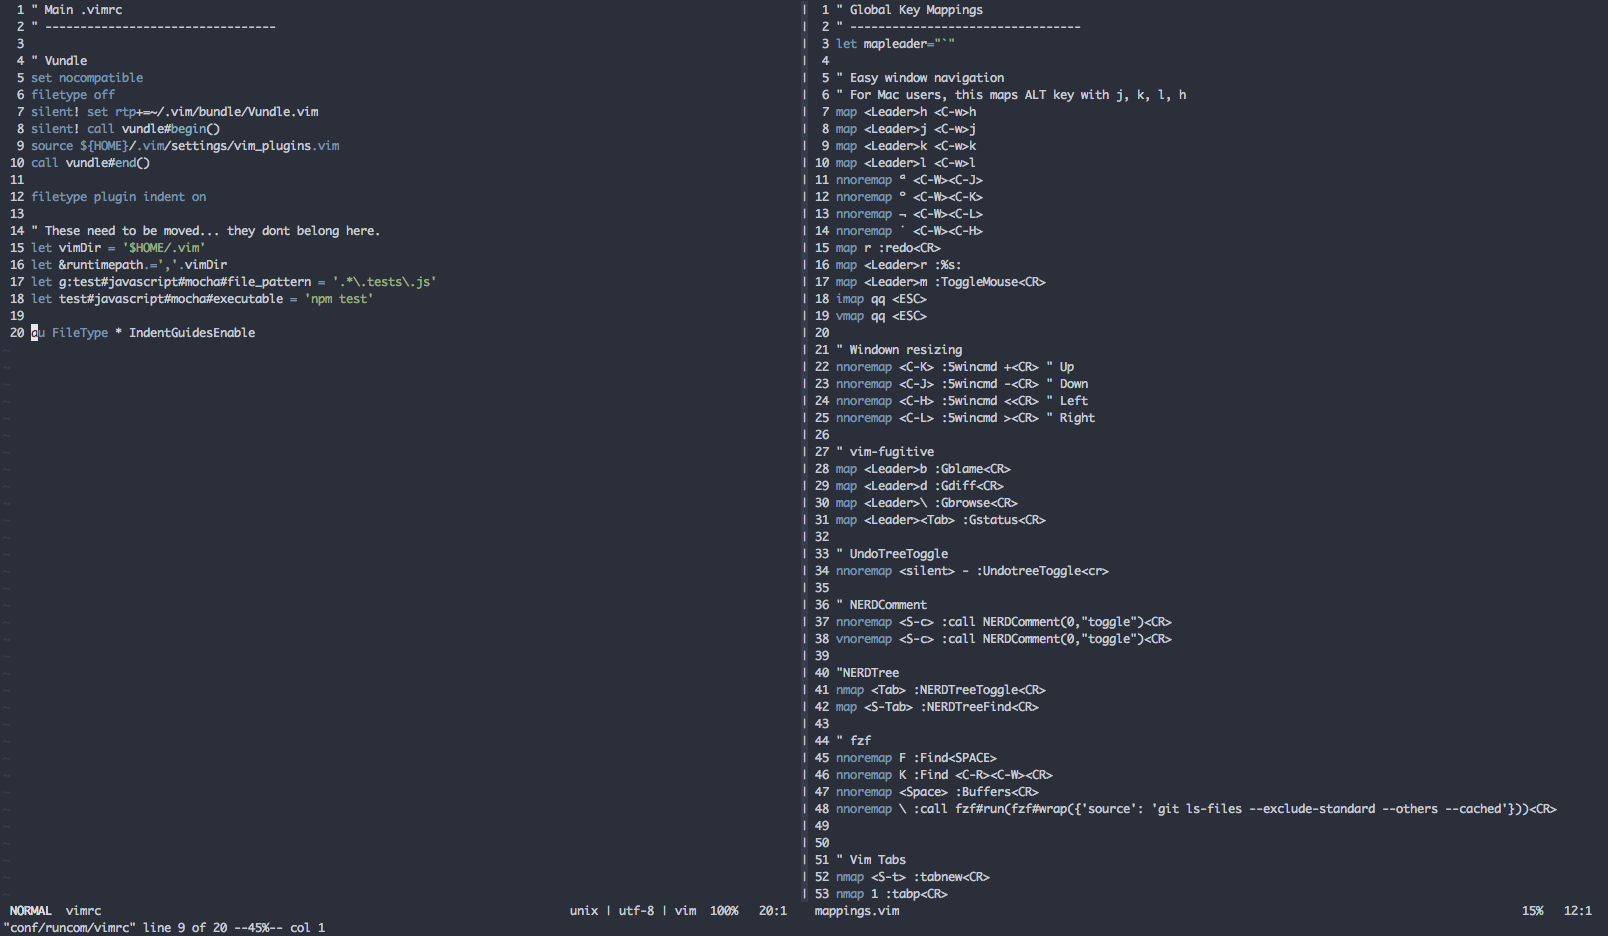 1 " Main .vimrc
2 " ---------------------------------
3
4 " Vundle
5 set nocompatible
6 filetype off
7 silent! set rtp+=~/.vim/bundle/Vundle.vim
8 silent! call vundle#begin()
9 source ${HOME}/.vim/settings/vim_plugins.vim
10 call vundle#end()
11
12 filetype plugin indent on
13
14 " These need to be moved... they dont belong here.
15 let vimDir = '$HOME/.vim'
16 let &runtimepath.=','.vimDir
17 let g:test#javascript#mocha#file_pattern = '.*\.tests\.js'
18 let test#javascript#mocha#executable = 'npm test'
19
20 au FileType * IndentGuidesEnable
NORMAL vimrc unix | utf-8 | vim 100% 20:1
"conf/runcom/vimrc" line 9 of 20 --45%-- col 1
1 " Global Key Mappings
2 " ---------------------------------
3 let mapleader="`"
4
5 " Easy window navigation
6 " For Mac users, this maps ALT key with j, k, l, h
7 map <Leader>h <C-w>h
8 map <Leader>j <C-w>j
9 map <Leader>k <C-w>k
10 map <Leader>l <C-w>l
11 nnoremap ª <C-W><C-J>
12 nnoremap º <C-W><C-K>
13 nnoremap ¬ <C-W><C-L>
14 nnoremap ˙ <C-W><C-H>
15 map r :redo<CR>
16 map <Leader>r :%s:
17 map <Leader>m :ToggleMouse<CR>
18 imap qq <ESC>
19 vmap qq <ESC>
20
21 " Windown resizing
22 nnoremap <C-K> :5wincmd +<CR> " Up
23 nnoremap <C-J> :5wincmd -<CR> " Down
24 nnoremap <C-H> :5wincmd <<CR> " Left
25 nnoremap <C-L> :5wincmd ><CR> " Right
26
27 " vim-fugitive
28 map <Leader>b :Gblame<CR>
29 map <Leader>d :Gdiff<CR>
30 map <Leader>\ :Gbrowse<CR>
31 map <Leader><Tab> :Gstatus<CR>
32
33 " UndoTreeToggle
34 nnoremap <silent> - :UndotreeToggle<cr>
35
36 " NERDComment
37 nnoremap <S-c> :call NERDComment(0,"toggle")<CR>
38 vnoremap <S-c> :call NERDComment(0,"toggle")<CR>
39
40 "NERDTree
41 nmap <Tab> :NERDTreeToggle<CR>
42 map <S-Tab> :NERDTreeFind<CR>
43
44 " fzf
45 nnoremap F :Find<SPACE>
46 nnoremap K :Find <C-R><C-W><CR>
47 nnoremap <Space> :Buffers<CR>
48 nnoremap \ :call fzf#run(fzf#wrap({'source': 'git ls-files --exclude-standard --others --cached'}))<CR>
49
50
51 " Vim Tabs
52 nmap <S-t> :tabnew<CR>
53 nmap 1 :tabp<CR>
mappings.vim 15% 12:1